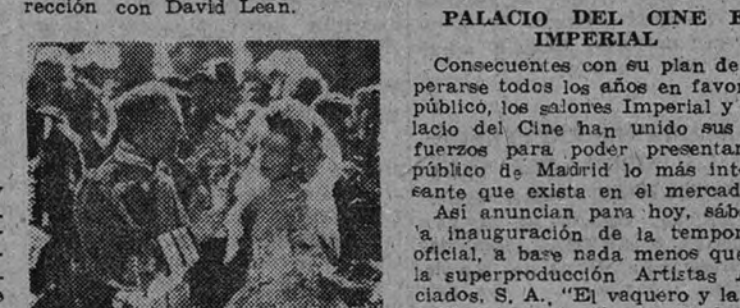 rección con David Lean.
PALACIO DEL CINE E
IMPERIAL
Consecuentes con su plan de
perarse todos los años en favor
público, los salones Imperial y
lacio del Cine han unido sus
fuerzos para poder presentar
público de Madrid lo más inte
sante que exista en el mercad
Así anuncian para hoy, sáb
'a inauguración de la tempor
oficial, a base nada menos que
la superproducción Artistas
ciados, S. A., "El vaquero y la